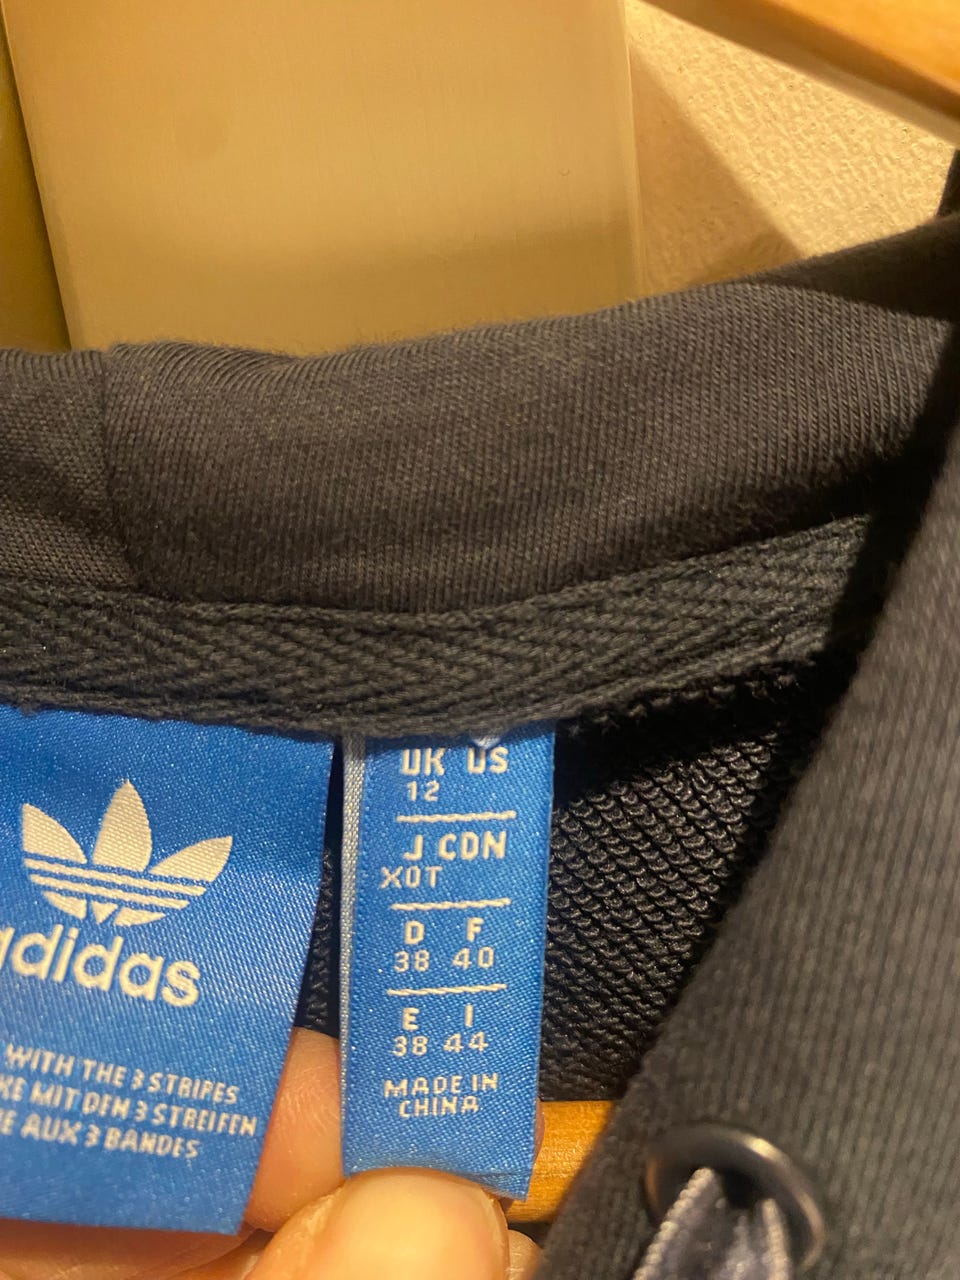 adidas
WITH THE 3 STRIPES
KE MIT DEN 3 STREIFEN
E AUX 3 BANDES
UK US
12
J CDN
XOT
D F
38 40
E I
38 44
MADE IN
CHINA